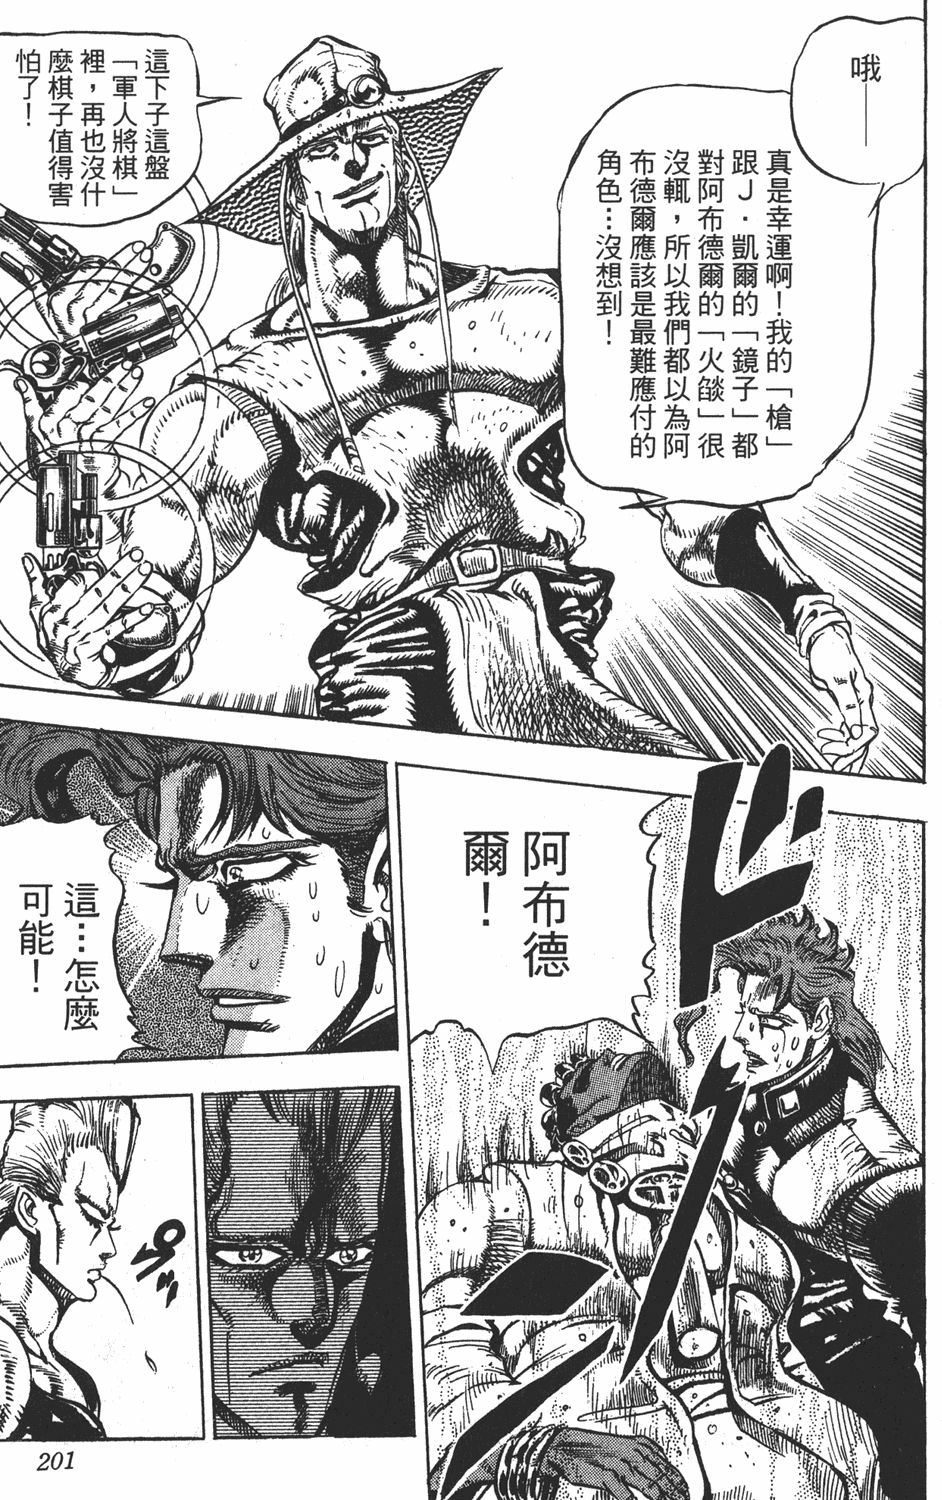 哦——
真是幸運啊！我的「槍」
跟J．凱爾的「鏡子」都
對阿布德爾的「火燄」很
沒輒，所以我們都以為阿
布德爾應該是最難應付的
角色…沒想到！
這下子這盤
「軍人將棋」
裡，再也沒什
麼棋子值得害
怕了！
ドド
阿布德
爾！
這…怎麼
可能！
ペッ
201